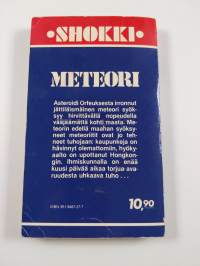 •SHOKKI•
METEORI
Asteroidi Orfeuksesta irronnut
jättiläismäinen meteori syök-
syy hirvittävällä nopeudella
vääjäämättä kohti maata. Me-
teorin edellä maahan syöksy-
neet meteoriitit ovat jo teh-
neet tuhojaan: kaupunkeja on
hävinnyt olemattomiin, hyöky-
aalto on upottanut Hongkon-
gin, ihmiskunnalla on enää
kuusi päivää aikaa torjua ava-
ruudesta uhkaava tuho ...
10,90